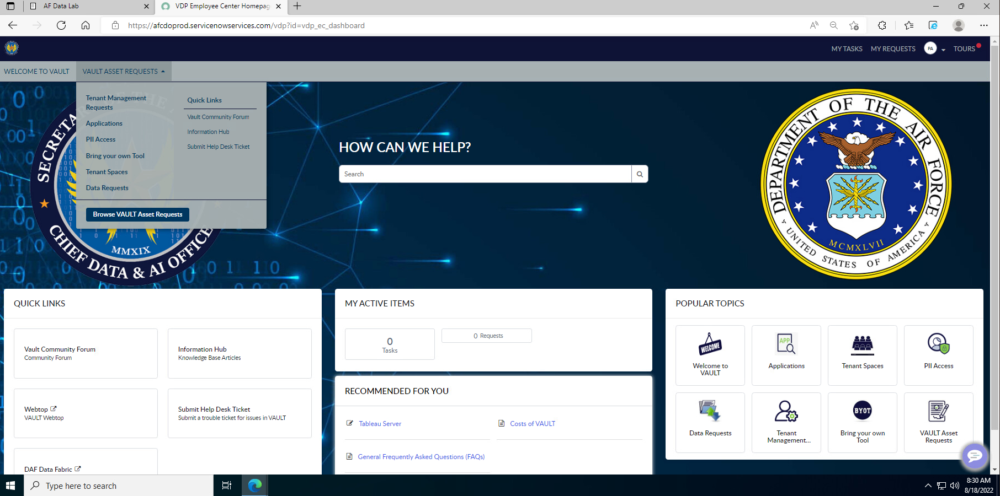 AF Data Lab
VDP Employee Center Homepag
https://afcdoprod.servicenowservices.com/vdp?id=vdp_ec_dashboard
MY TASKS
MY REQUESTS
PA
TOURS
WELCOME TO VAULT
VAULT ASSET REQUESTS
Tenant Management
Requests
Applications
PII Access
Bring your own Tool
Tenant Spaces
Data Requests
Quick Links
Vault Community Forum
Information Hub
Submit Help Desk Ticket
Browse VAULT Asset Requests
CHIEF DATA & AI OFFICE
MMXIX
HOW CAN WE HELP?
Search
DEPARTMENT OF THE AIR FORCE
MCMXLVII
UNITED STATES OF AMERICA
QUICK LINKS
Vault Community Forum
Community Forum
Information Hub
Knowledge Base Articles
Webtop
VAULT Webtop
Submit Help Desk Ticket
Submit a trouble ticket for issues in VAULT
DAF Data Fabric
MY ACTIVE ITEMS
0
Tasks
0 Requests
RECOMMENDED FOR YOU
Tableau Server
Costs of VAULT
General Frequently Asked Questions (FAQs)
POPULAR TOPICS
WELCOME
Welcome to
VAULT
APP
Applications
Tenant Spaces
PII Access
Data Requests
Tenant
Management...
BYOT
Bring your own
Tool
VAULT Asset
Requests
Type here to search
8:30 AM
8/18/2022